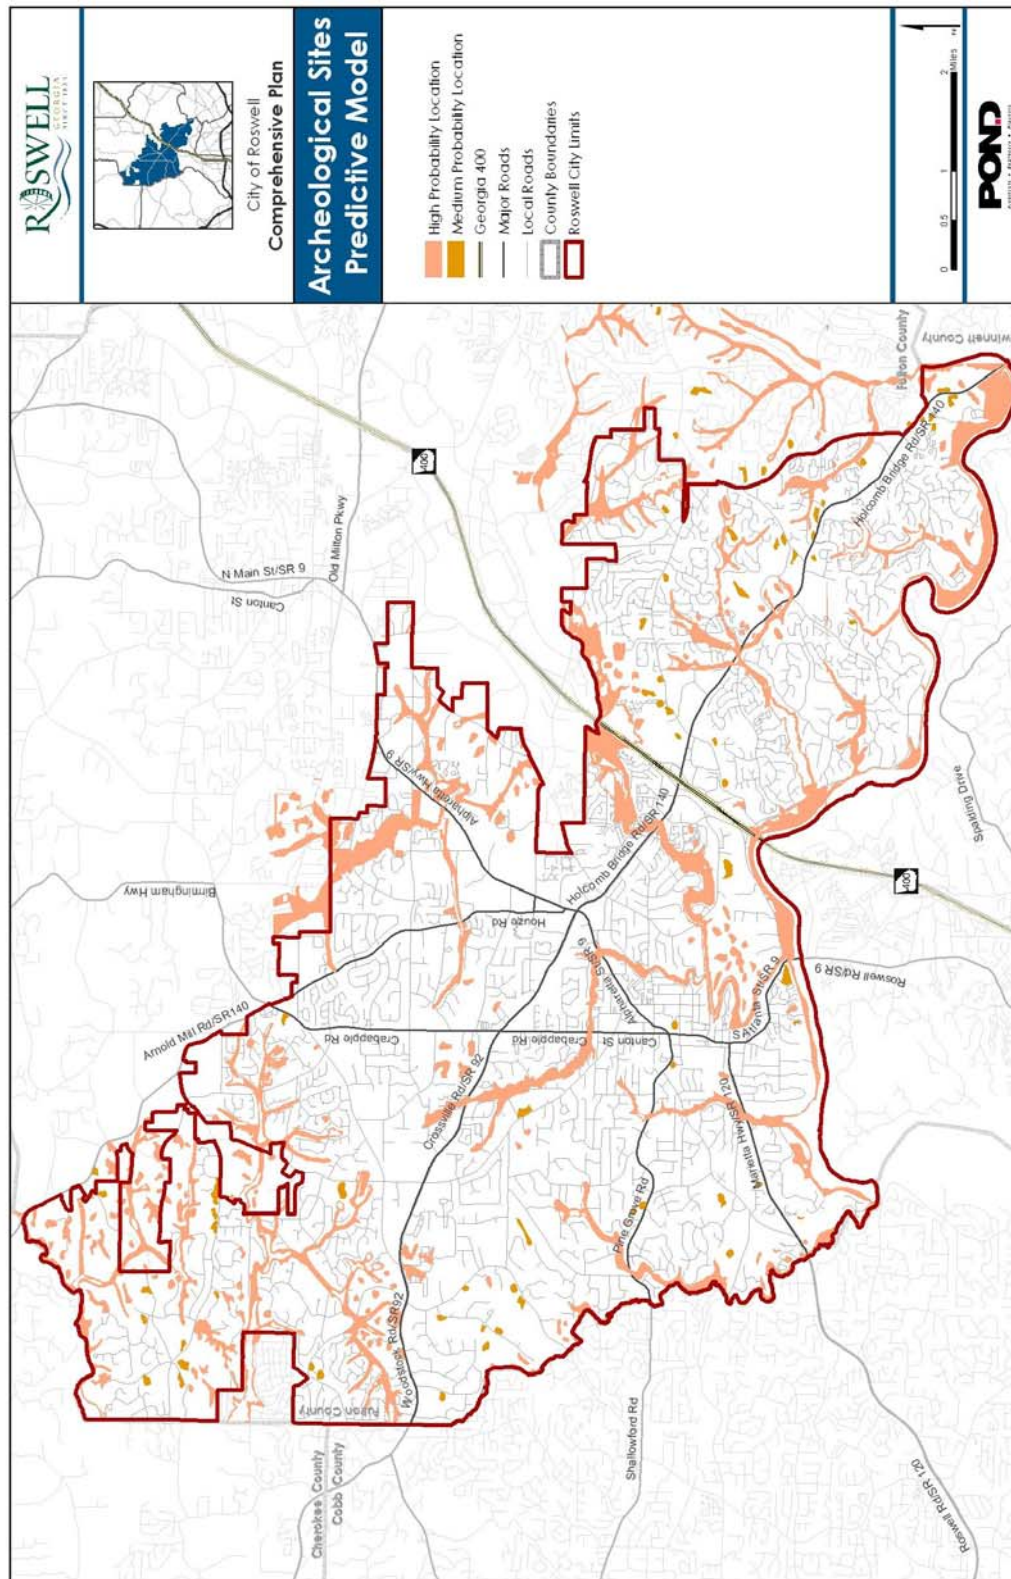 ROSWELL
GEORGIA
City of Roswell
Comprehensive Plan
Archeological Sites
Predictive Model
High Probability Location
Medium Probability Location
Georgia 400
Major Roads
Local Roads
County Boundaries
Roswell City Limits
0 0.5 1 2
Miles
N
POND
400
N Main St/SR 9
Canton St
Old Milton Pkwy
Birmingham Hwy
Alpharetta Hwy/SR 9
Arnold Mill Rd/SR140
Houze Rd
Holcomb Bridge Rd/SR 140
Holcomb Bridge Rd/SR 140
Fulton County
Crabapple Rd
Crabapple Rd
Crossville Rd/SR 92
Canton St
Alpharetta St/SR 9
S Atlanta St/SR 9
Roswell Rd/SR 9
400
Spalding Drive
Marietta Hwy/SR 120
Pine Grove Rd
Woodstock Rd/SR92
Fulton County
Cherokee County
Cobb County
Shallowford Rd
Roswell Rd/SR 120